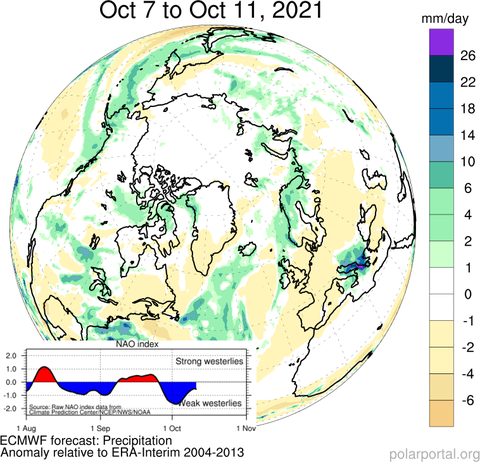 Oct 7 to Oct 11, 2021
mm/day
26
22
18
14
10
6
4
2
1
0
-1
-2
-4
-6
NAO index
2.0
1.0
0.0
-1.0
-2.0
Strong westerlies
Weak westerlies
Source: Raw NAO index data from
Climate Prediction Center/NCEP/NWS/NOAA
1 Aug 1 Sep 1 Oct 1 Nov
ECMWF forecast: Precipitation
Anomaly relative to ERA-Interim 2004-2013
polarportal.org